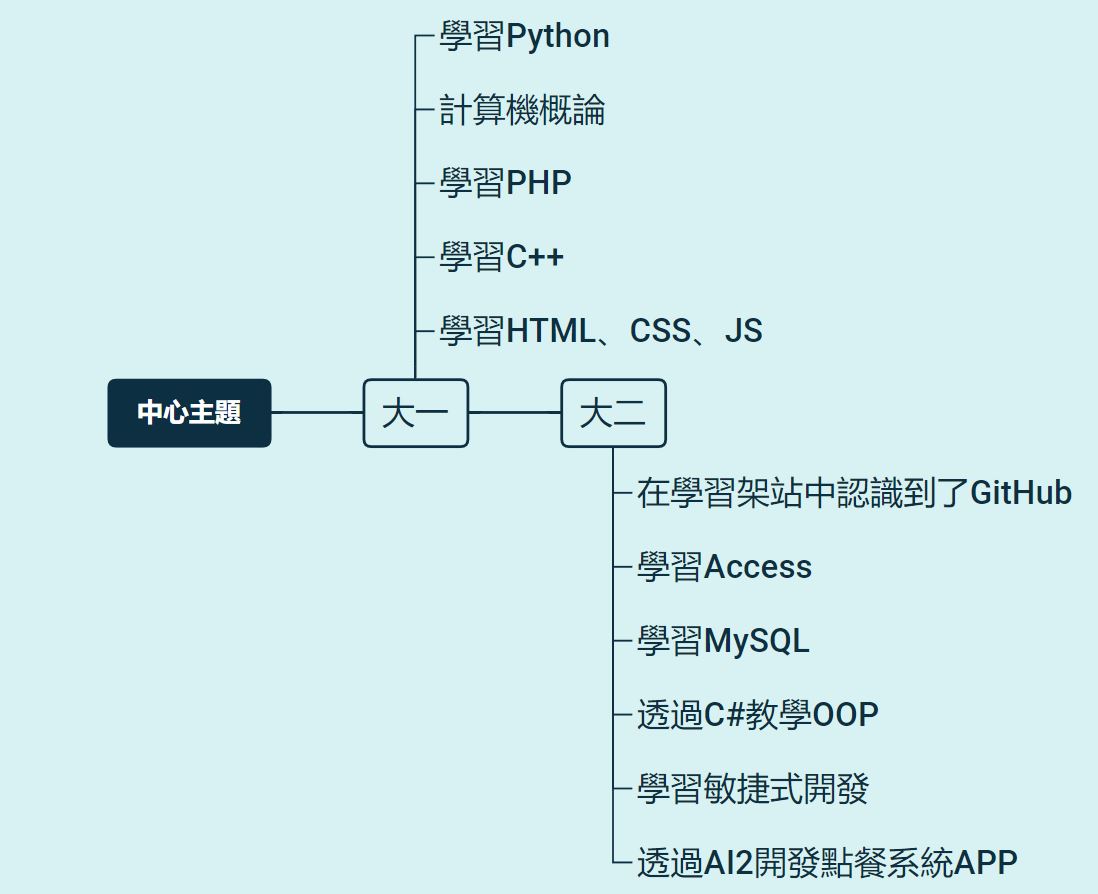 學習Python
計算機概論
學習PHP
學習C++
學習HTML、CSS、JS
中心主題
大一
大二
在學習架站中認識到了GitHub
學習Access
學習MySQL
透過C#教學OOP
學習敏捷式開發
透過AI2開發點餐系統APP